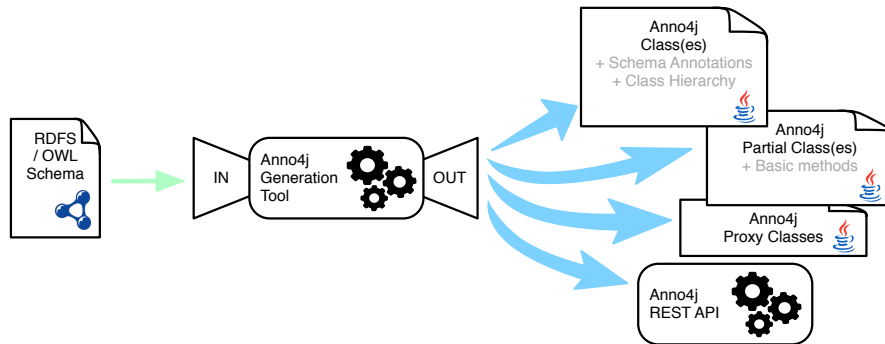 RDFS
/ OWL
Schema
IN
Anno4j
Generation
Tool
OUT
Anno4j
Class(es)
+ Schema Annotations
+ Class Hierarchy
Anno4j
Partial Class(es)
+ Basic methods
Anno4j
Proxy Classes
Anno4j
REST API